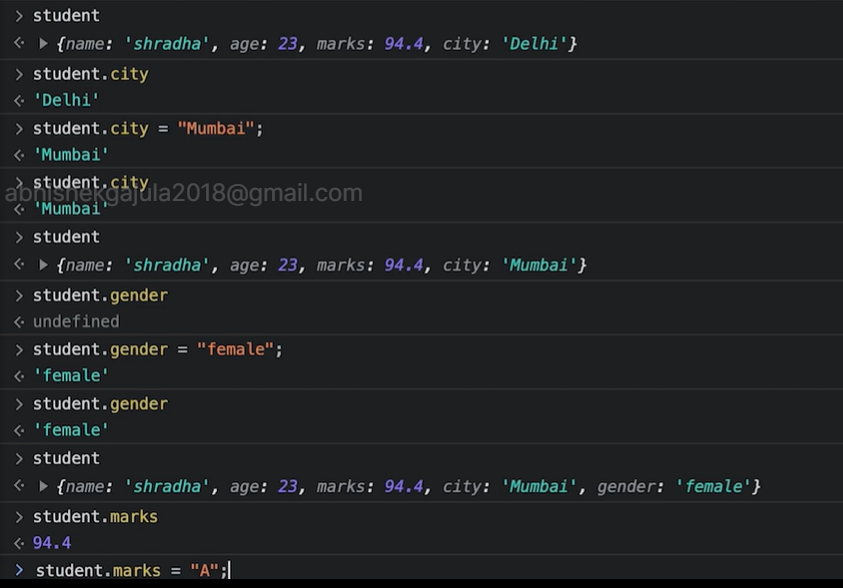 > student
<· ▶ {name: 'shradha', age: 23, marks: 94.4, city: 'Delhi'}
> student.city
<· 'Delhi'
> student.city = "Mumbai";
<· 'Mumbai'
> student.city
abhishekgajula2018@gmail.com
<· 'Mumbai'
> student
<· ▶ {name: 'shradha', age: 23, marks: 94.4, city: 'Mumbai'}
> student.gender
<· undefined
> student.gender = "female";
<· 'female'
> student.gender
<· 'female'
> student
<· ▶ {name: 'shradha', age: 23, marks: 94.4, city: 'Mumbai', gender: 'female'}
> student.marks
<· 94.4
> student.marks = "A";